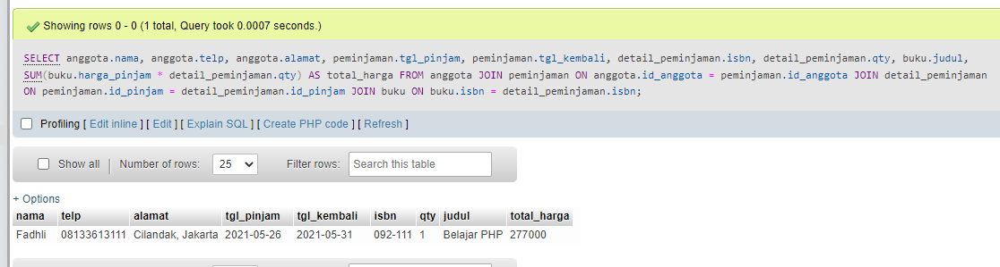 Showing rows 0 - 0 (1 total, Query took 0.0007 seconds.)
SELECT anggota.nama, anggota.telp, anggota.alamat, peminjaman.tgl_pinjam, peminjaman.tgl_kembali, detail_peminjaman.isbn, detail_peminjaman.qty, buku.judul,
SUM(buku.harga_pinjam * detail_peminjaman.qty) AS total_harga FROM anggota JOIN peminjaman ON anggota.id_anggota = peminjaman.id_anggota JOIN detail_peminjaman
ON peminjaman.id_pinjam = detail_peminjaman.id_pinjam JOIN buku ON buku.isbn = detail_peminjaman.isbn;
Profiling [ Edit inline ] [ Edit ] [ Explain SQL ] [ Create PHP code ] [ Refresh ]
Show all | Number of rows: 25 Filter rows: Search this table
+ Options
nama telp alamat tgl_pinjam tgl_kembali isbn qty judul total_harga
Fadhli 08133613111 Cilandak, Jakarta 2021-05-26 2021-05-31 092-111 1 Belajar PHP 277000